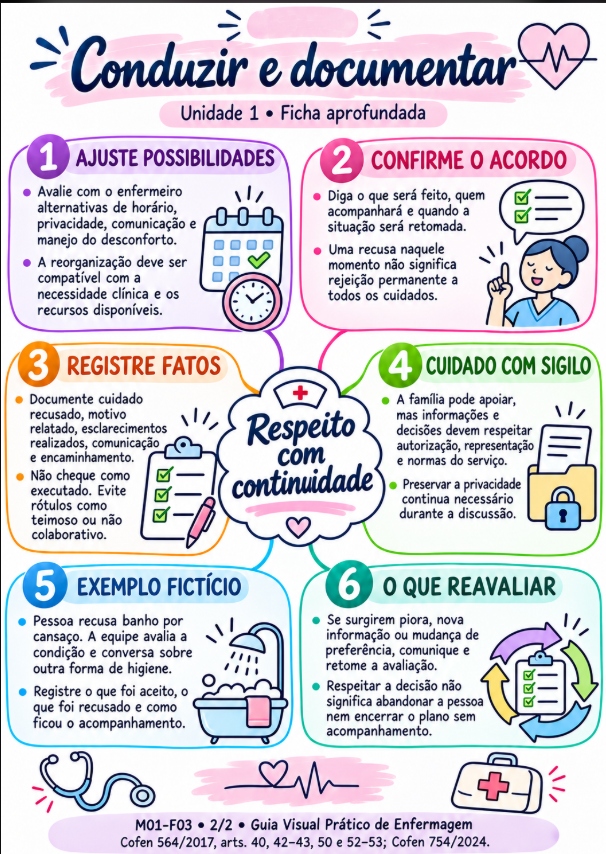 Conduzir e documentar
Unidade 1 • Ficha aprofundada
1 AJUSTE POSSIBILIDADES
• Avalie com o enfermeiro
alternativas de horário,
privacidade, comunicação e
manejo do desconforto.
• A reorganização deve ser
compatível com a
necessidade clínica e os
recursos disponíveis.
2 CONFIRME O ACORDO
• Diga o que será feito, quem
acompanhará e quando a
situação será retomada.
• Uma recusa naquele
momento não significa
rejeição permanente a
todos os cuidados.
3 REGISTRE FATOS
• Documente cuidado
recusado, motivo
relatado, esclarecimentos
realizados, comunicação
e encaminhamento.
• Não cheque como
executado. Evite
rótulos como
teimoso ou não
colaborativo.
4 CUIDADO COM SIGILO
• A família pode apoiar,
mas informações e
decisões devem respeitar
autorização, representação
e normas do serviço.
• Preservar a privacidade
continua necessário
durante a discussão.
Respeito
com
continuidade
5 EXEMPLO FICTÍCIO
• Pessoa recusa banho por
cansaço. A equipe avalia a
condição e conversa sobre
outra forma de higiene.
• Registre o que foi aceito, o
que foi recusado e como
ficou o acompanhamento.
6 O QUE REAVALIAR
• Se surgirem piora, nova
informação ou mudança de
preferência, comunique e
retome a avaliação.
• Respeitar a decisão não
significa abandonar a pessoa
nem encerrar o plano sem
acompanhamento.
M01-F03 • 2/2 • Guia Visual Prático de Enfermagem
Cofen 564/2017, arts. 40, 42–43, 50 e 52–53; Cofen 754/2024.